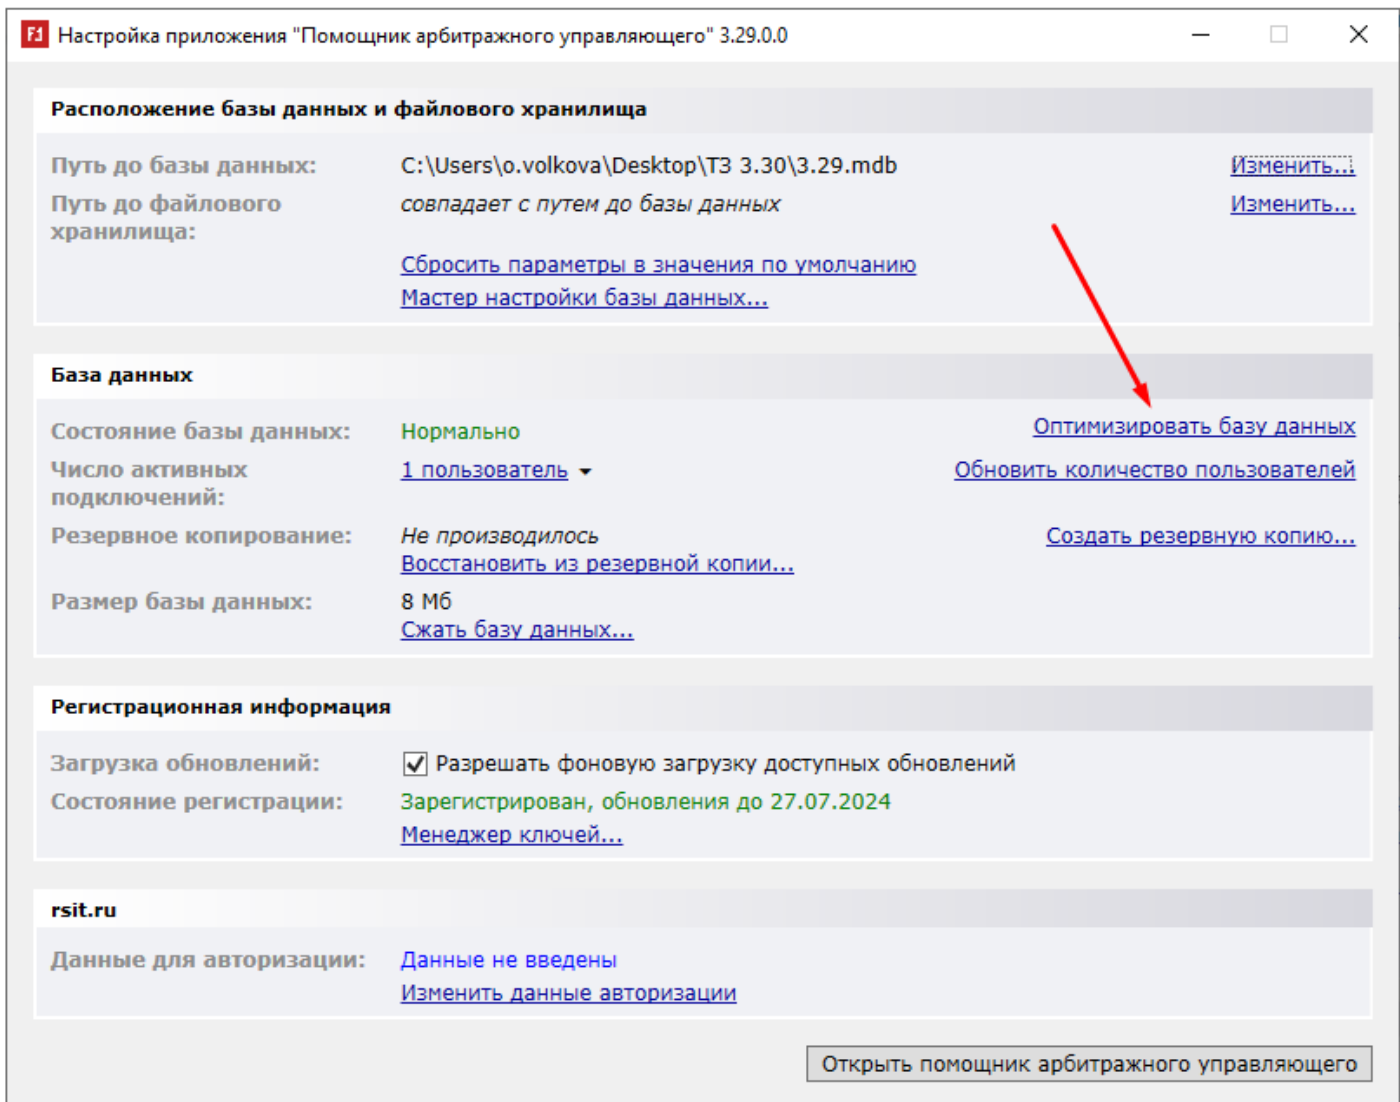 Настройка приложения "Помощник арбитражного управляющего" 3.29.0.0
Расположение базы данных и файлового хранилища
Путь до базы данных: C:\Users\o.volkova\Desktop\ТЗ 3.30\3.29.mdb Изменить...
Путь до файлового совпадает с путем до базы данных Изменить...
хранилища:
Сбросить параметры в значения по умолчанию
Мастер настройки базы данных...
База данных
Состояние базы данных: Нормально Оптимизировать базу данных
Число активных 1 пользователь Обновить количество пользователей
подключений:
Резервное копирование: Не производилось Создать резервную копию...
Восстановить из резервной копии...
Размер базы данных: 8 Мб
Сжать базу данных...
Регистрационная информация
Загрузка обновлений: Разрешать фоновую загрузку доступных обновлений
Состояние регистрации: Зарегистрирован, обновления до 27.07.2024
Менеджер ключей...
rsit.ru
Данные для авторизации: Данные не введены
Изменить данные авторизации
Открыть помощник арбитражного управляющего